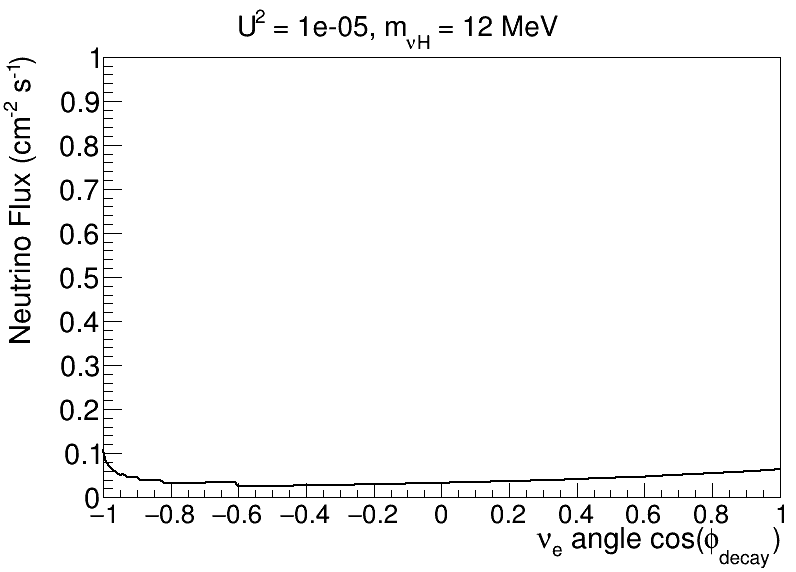 U² = 1e-05, mνH = 12 MeV
Neutrino Flux (cm⁻² s⁻¹)
1
0.9
0.8
0.7
0.6
0.5
0.4
0.3
0.2
0.1
0
−1 −0.8 −0.6 −0.4 −0.2 0 0.2 0.4 0.6 0.8 1
νe angle cos(ϕdecay)